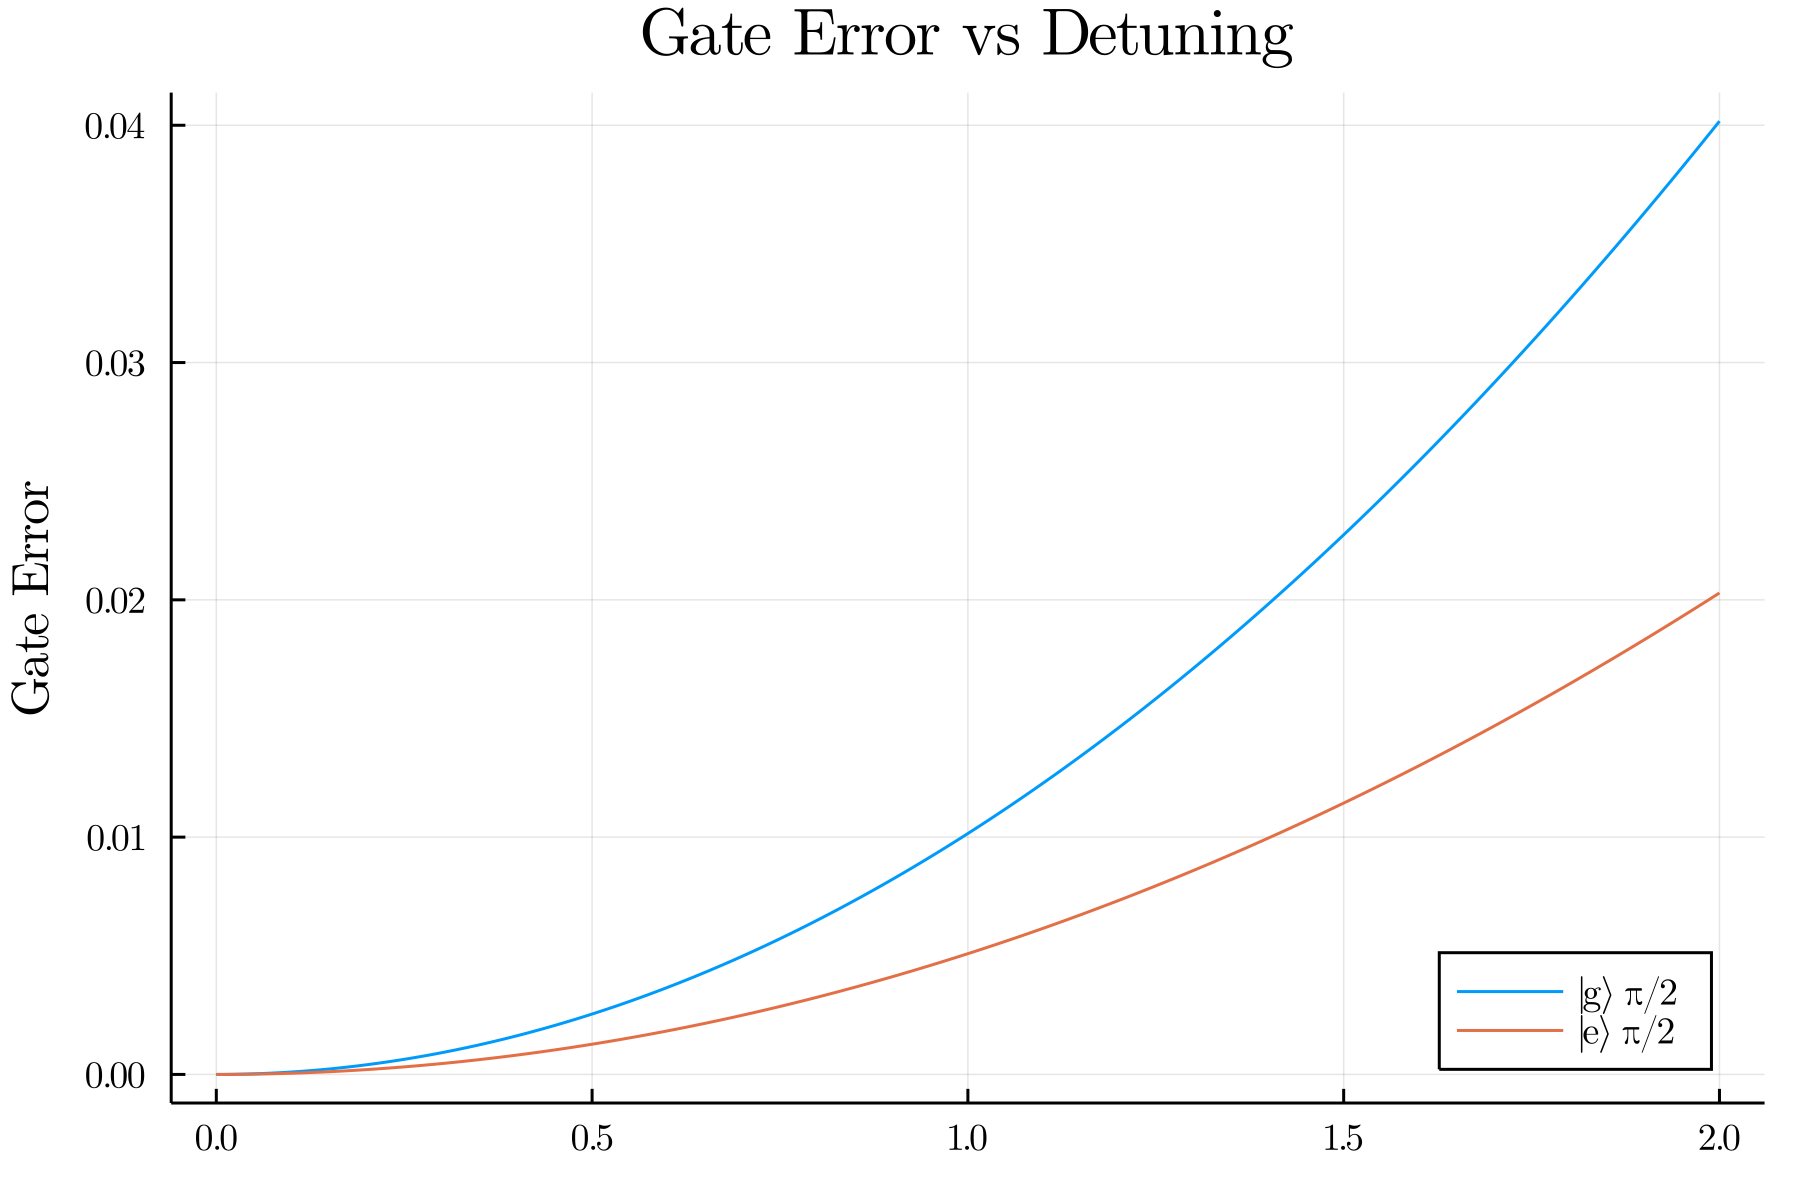 Gate Error vs Detuning
Gate Error
0.04
0.03
0.02
0.01
0.00
0.0
0.5
1.0
1.5
2.0
|g⟩ π/2
|e⟩ π/2